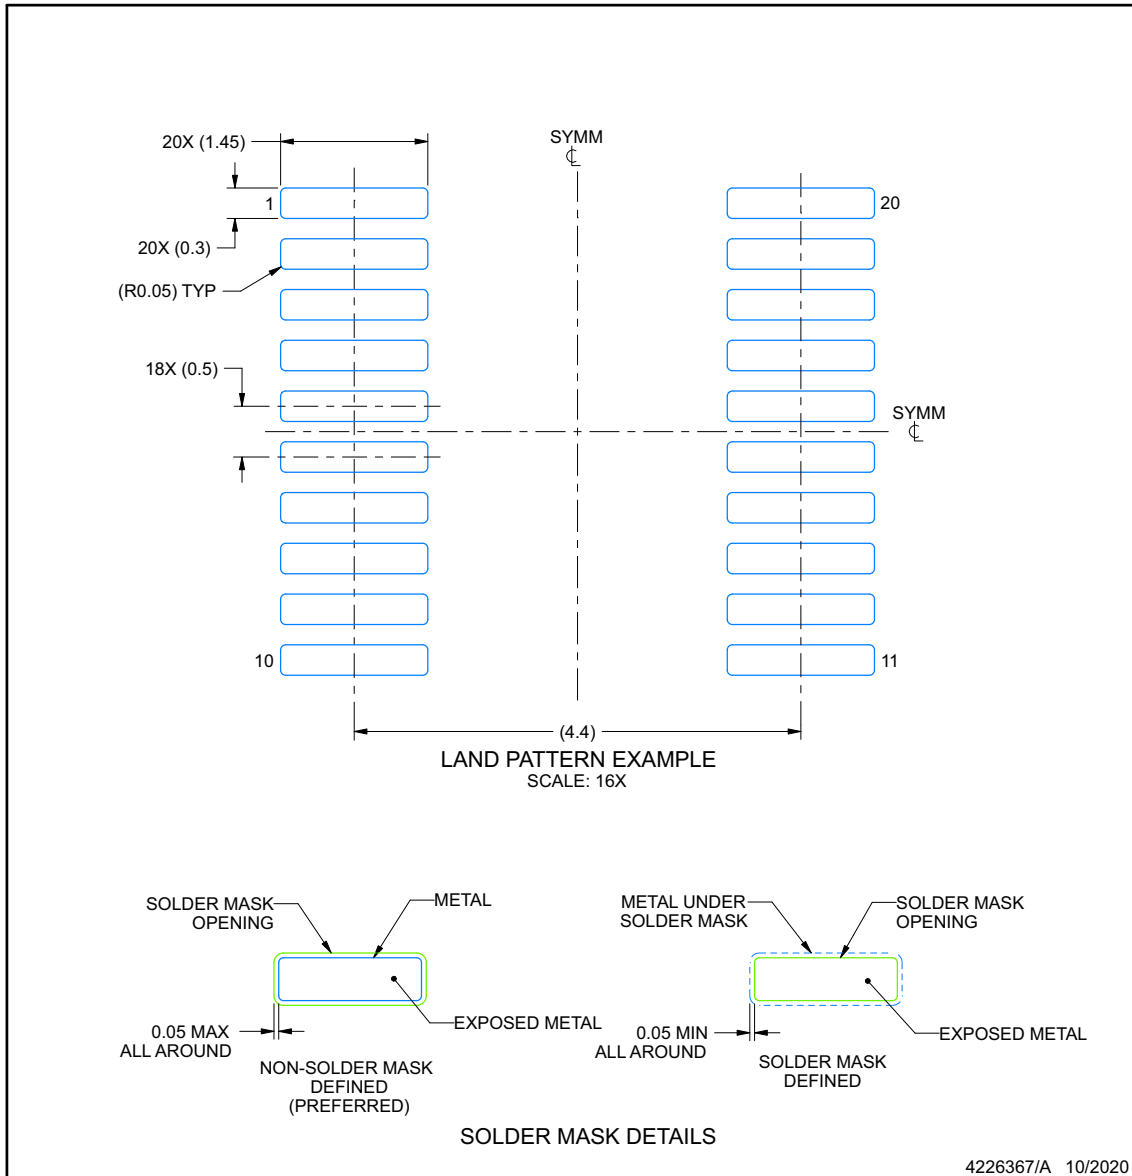 SYMM
20X (1.45)
1
20
20X (0.3)
(R0.05) TYP
18X (0.5)
SYMM
10
11
(4.4)
LAND PATTERN EXAMPLE
SCALE: 16X
SOLDER MASK
OPENING
METAL
EXPOSED METAL
0.05 MAX
ALL AROUND
NON-SOLDER MASK
DEFINED
(PREFERRED)
METAL UNDER
SOLDER MASK
SOLDER MASK
OPENING
EXPOSED METAL
0.05 MIN
ALL AROUND
SOLDER MASK
DEFINED
SOLDER MASK DETAILS
4226367/A 10/2020